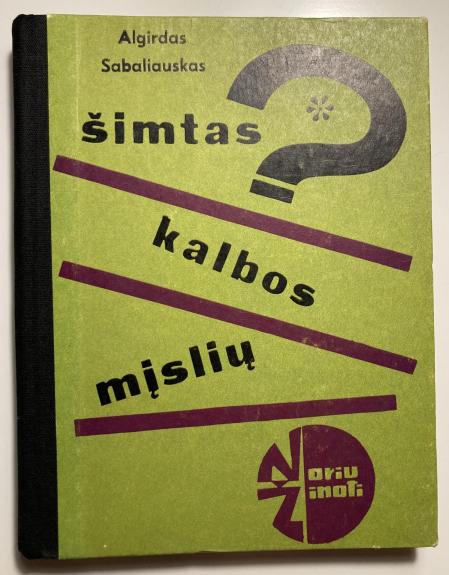 Algirdas
Sabaliauskas
šimtas ?
*
kalbos
mįslių
Noriu
Žinoti